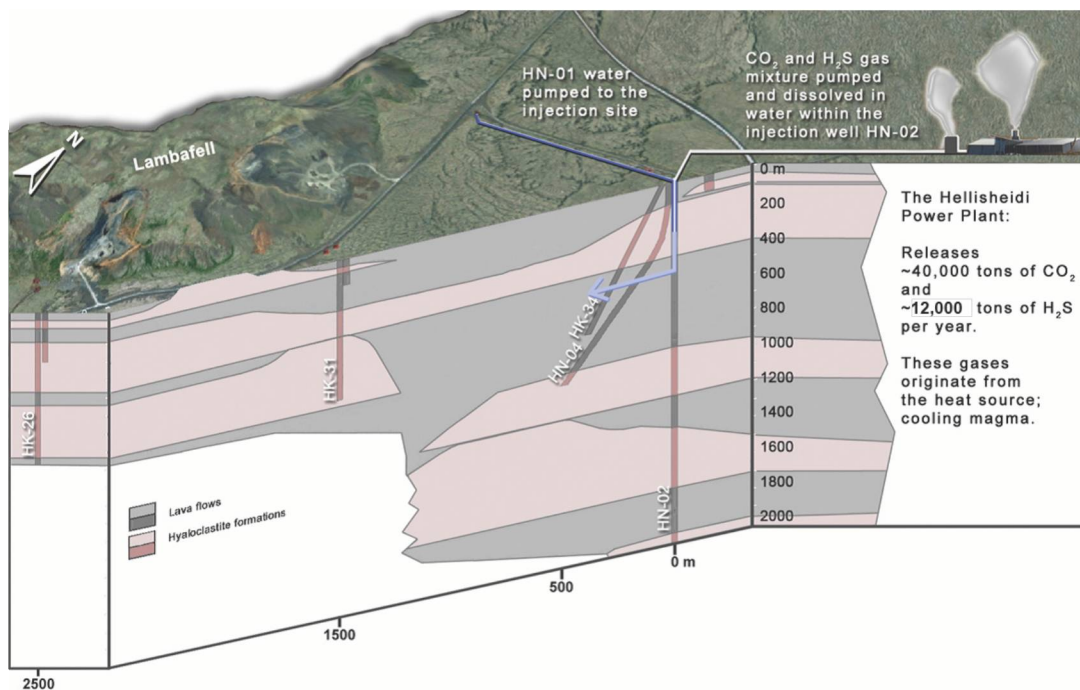 HN-01 water
pumped to the
injection site
CO₂ and H₂S gas
mixture pumped
and dissolved in
water within the
injection well HN-02
N
Lambafell
0 m
200
400
600
800
1000
1200
1400
1600
1800
2000
The Hellisheidi
Power Plant:
Releases
~40,000 tons of CO₂
and
~12,000 tons of H₂S
per year.
These gases
originate from
the heat source;
cooling magma.
HK-34
HN-04
HK-31
HK-26
HN-02
Lava flows
Hyaloclastite formations
0 m
500
1500
2500